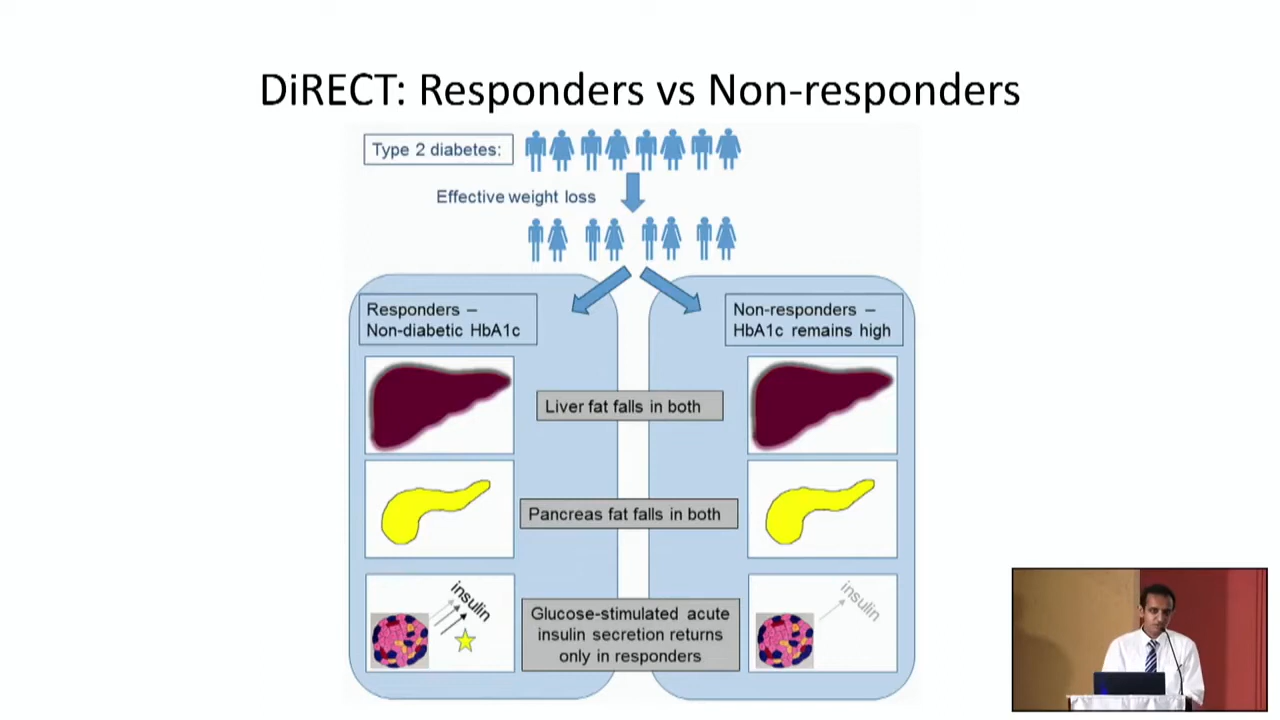 DiRECT: Responders vs Non-responders
Type 2 diabetes:
Effective weight loss
Responders –
Non-diabetic HbA1c
Non-responders –
HbA1c remains high
Liver fat falls in both
Pancreas fat falls in both
insulin
Glucose-stimulated acute
insulin secretion returns
only in responders
insulin